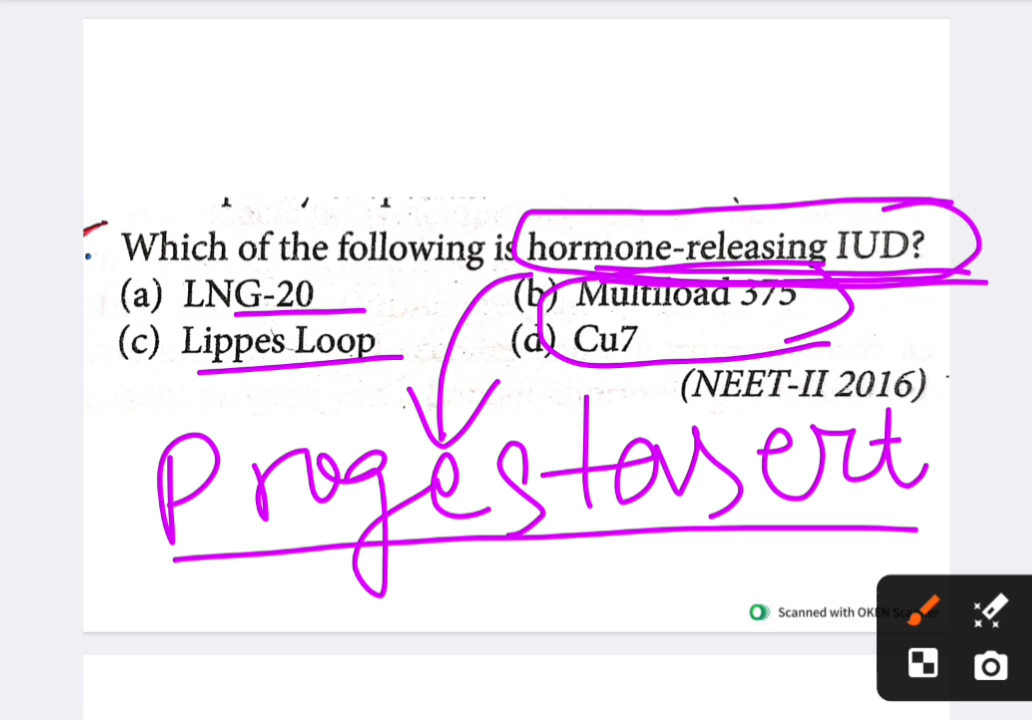 Which of the following is hormone-releasing IUD?
(a) LNG-20 (b) Multiload 375
(c) Lippes Loop (d) Cu7
(NEET-II 2016)
Progestasert
Scanned with OKEN